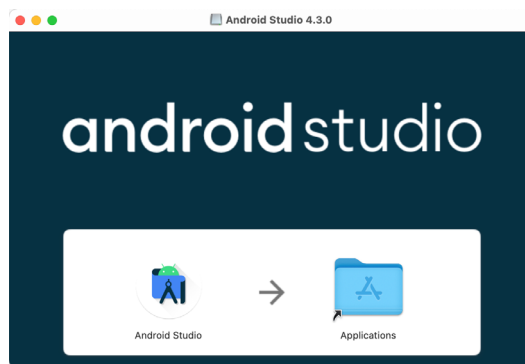 Android Studio 4.3.0
android studio
Android Studio
Applications